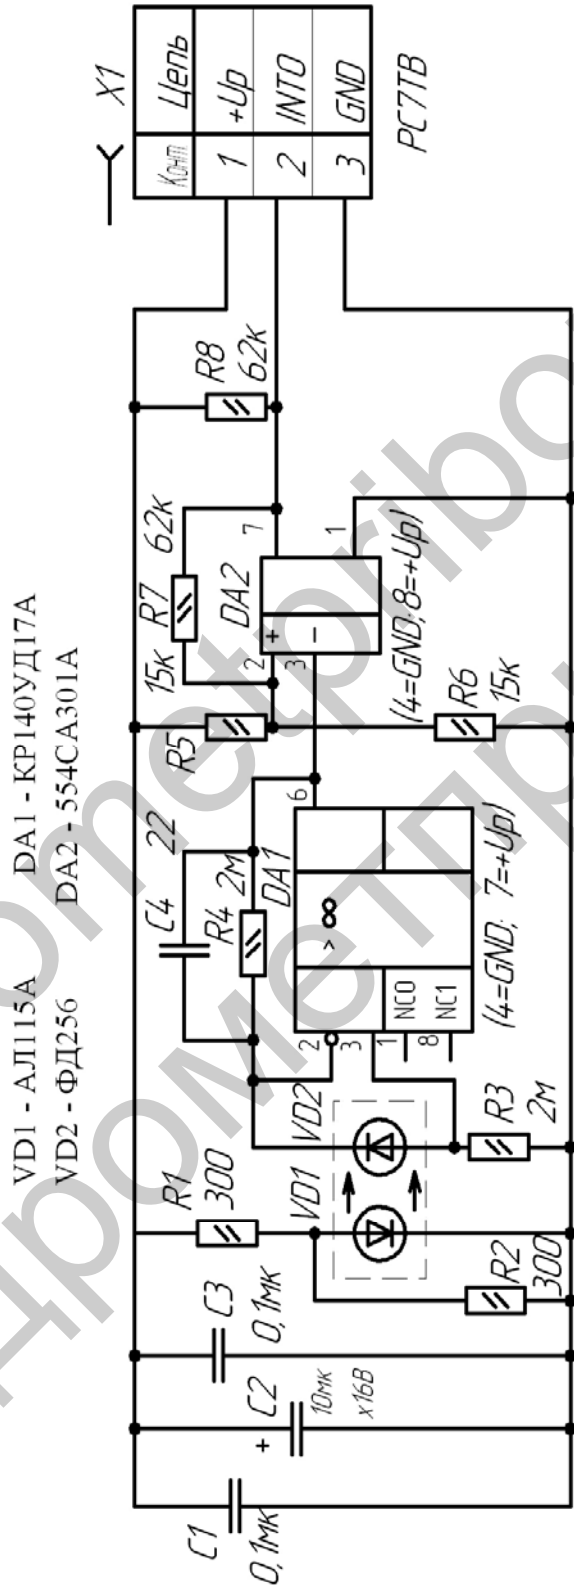 VD1 - АЛ115А DA1 - КР140УД17А
VD2 - ФД256 DA2 - 554СА301А
C1
0,1мк
+ C2
10мк
х16В
C3
0,1мк
R1
300
VD1
VD2
R2
300
R3
2М
C4 22
R4 2М
DA1
> ∞
2
3
1 NC0
8 NC1
6
(4=GND; 7=+Up)
R5 15к
R7 62к
DA2
2 +
3 −
7
1
(4=GND; 8=+Up)
R6
15к
R8
62к
X1
Конт Цепь
1 +Up
2 INT0
3 GND
РС7ТВ